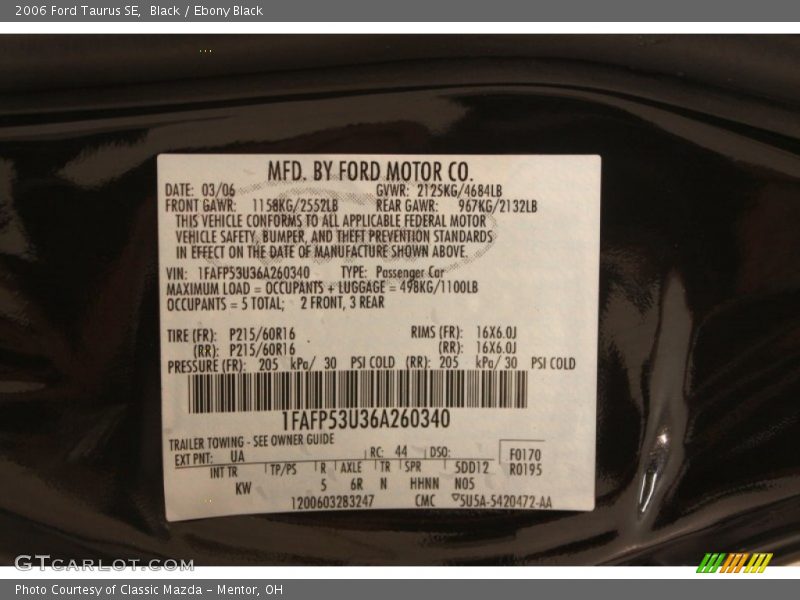 2006 Ford Taurus SE, Black / Ebony Black
MFD. BY FORD MOTOR CO.
DATE: 03/06 GVWR: 2125KG/4684LB
FRONT GAWR: 1158KG/2552LB REAR GAWR: 967KG/2132LB
THIS VEHICLE CONFORMS TO ALL APPLICABLE FEDERAL MOTOR
VEHICLE SAFETY, BUMPER, AND THEFT PREVENTION STANDARDS
IN EFFECT ON THE DATE OF MANUFACTURE SHOWN ABOVE.
VIN: 1FAFP53U36A260340 TYPE: Passenger Car
MAXIMUM LOAD = OCCUPANTS + LUGGAGE = 498KG/1100LB
OCCUPANTS = 5 TOTAL; 2 FRONT, 3 REAR
TIRE (FR): P215/60R16 RIMS (FR): 16X6.0J
(RR): P215/60R16 (RR): 16X6.0J
PRESSURE (FR): 205 kPa/ 30 PSI COLD (RR): 205 kPa/ 30 PSI COLD
1FAFP53U36A260340
TRAILER TOWING - SEE OWNER GUIDE
EXT PNT: UA RC: 44 DSO: F0170
INT TR TP/PS R AXLE TR SPR 5DD12 R0195
KW 5 6R N HHNN N05
1200603283247 CMC 5U5A-5420472-AA
GTCarLot.com
Photo Courtesy of Classic Mazda - Mentor, OH